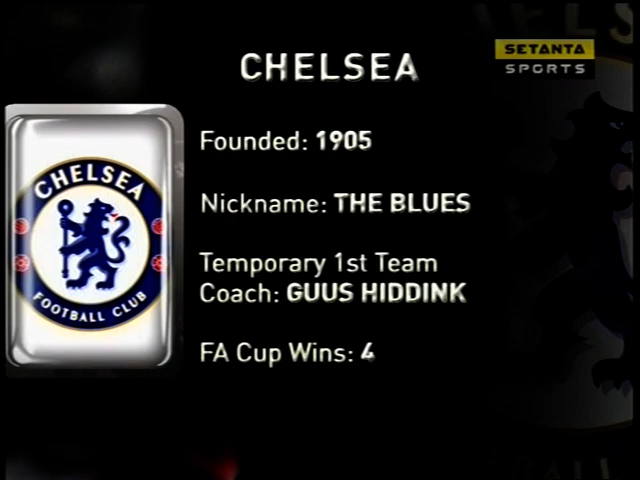 CHELSEA
SETANTA
SPORTS
Founded: 1905
Nickname: THE BLUES
Temporary 1st Team
Coach: GUUS HIDDINK
FA Cup Wins: 4
CHELSEA
FOOTBALL CLUB